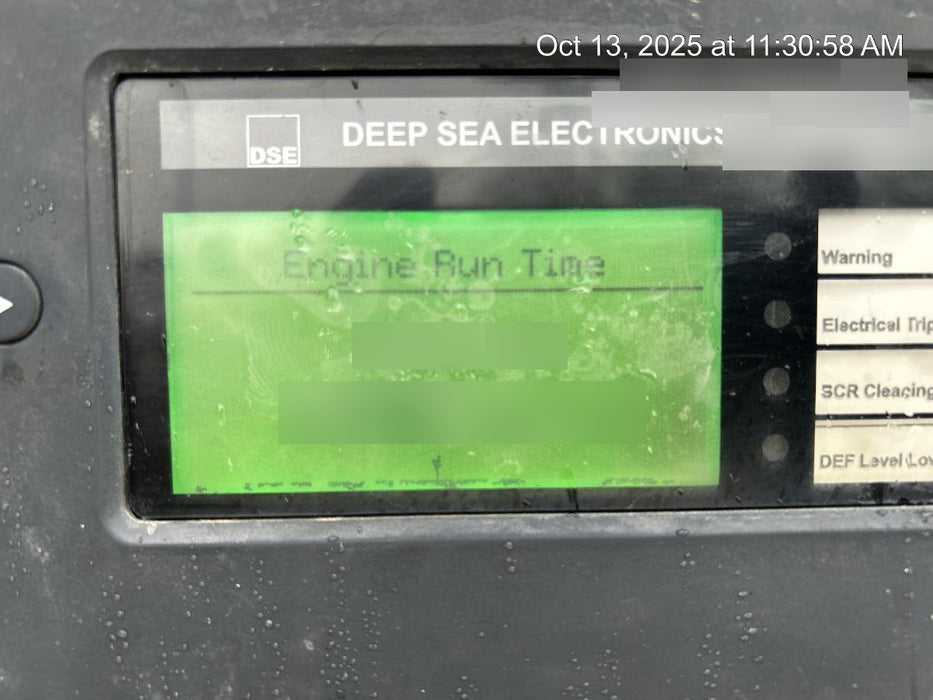 Oct 13, 2025 at 11:30:58 AM
DSE
DEEP SEA ELECTRONICS
Engine Run Time
Warning
Electrical Trip
SCR Cleaning
DEF Level Low